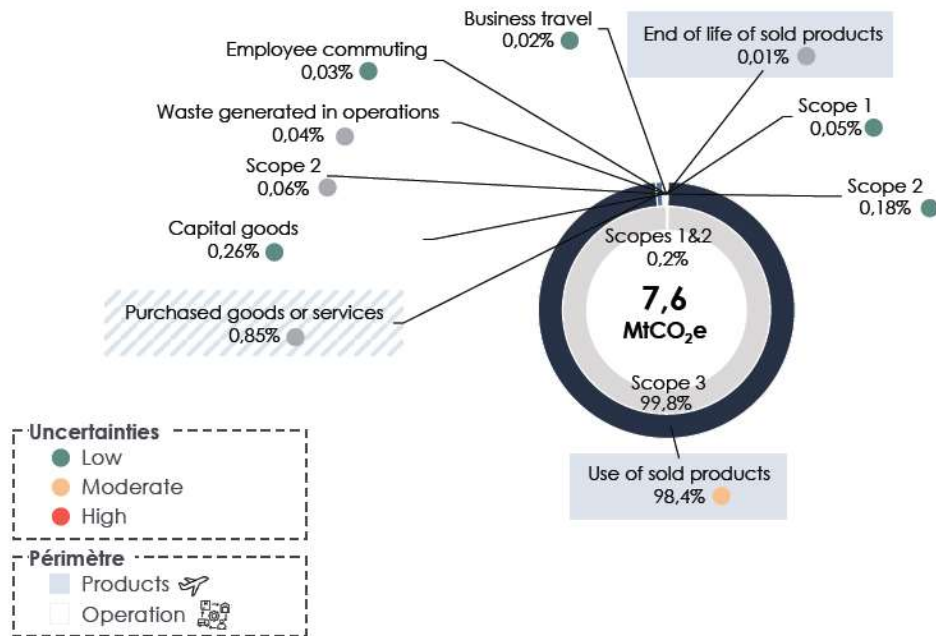 Business travel
0,02%
End of life of sold products
0,01%
Employee commuting
0,03%
Scope 1
0,05%
Waste generated in operations
0,04%
Scope 2
0,06%
Scope 2
0,18%
Capital goods
0,26%
Scopes 1&2
0,2%
7,6
MtCO₂e
Purchased goods or services
0,85%
Scope 3
99,8%
Use of sold products
98,4%
Uncertainties
Low
Moderate
High
Périmètre
Products
Operation